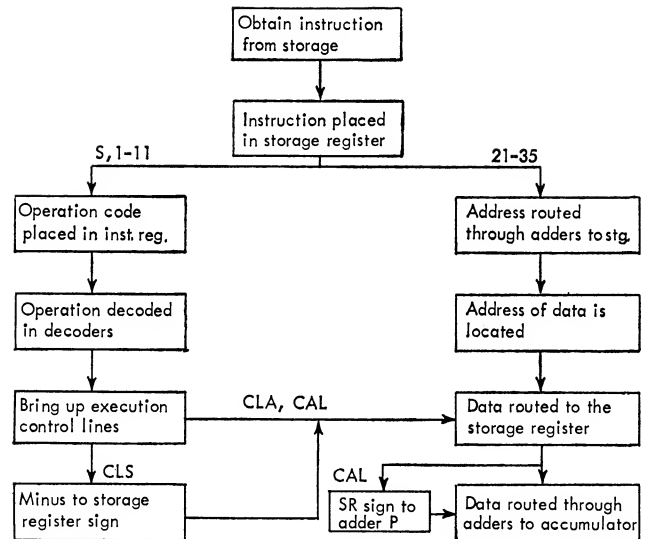 Obtain instruction
from storage
Instruction placed
in storage register
S, 1-11
21-35
Operation code
placed in inst. reg.
Address routed
through adders to stg.
Operation decoded
in decoders
Address of data is
located
Bring up execution
control lines
CLA, CAL
Data routed to the
storage register
CLS
CAL
Minus to storage
register sign
SR sign to
adder P
Data routed through
adders to accumulator